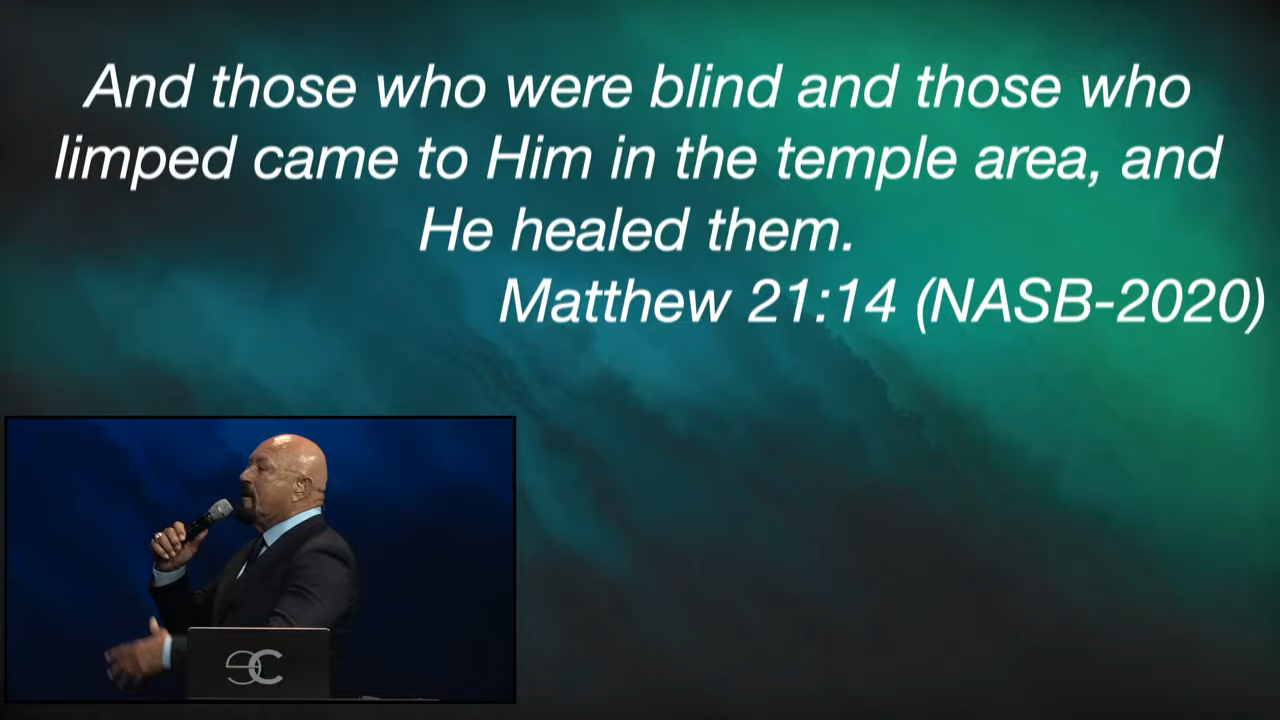 And those who were blind and those who
limped came to Him in the temple area, and
He healed them.
Matthew 21:14 (NASB-2020)